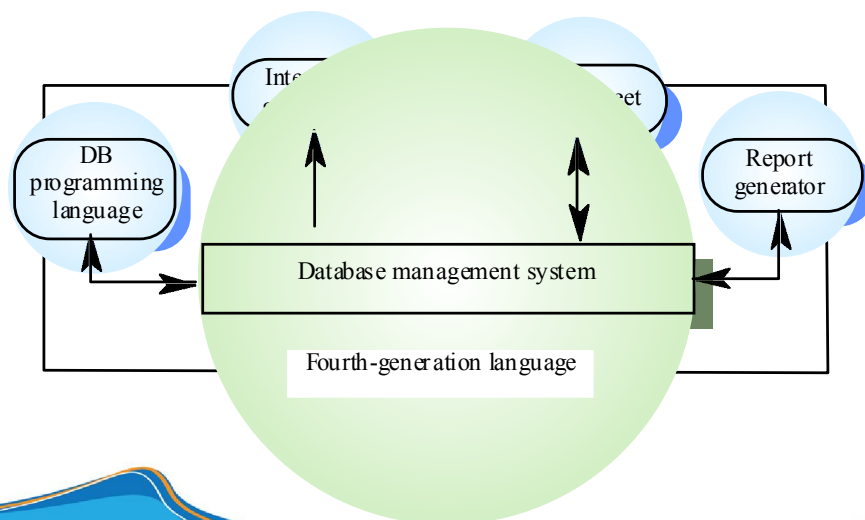 DB
programming
language
Report
generator
Database management system
Fourth-generation language